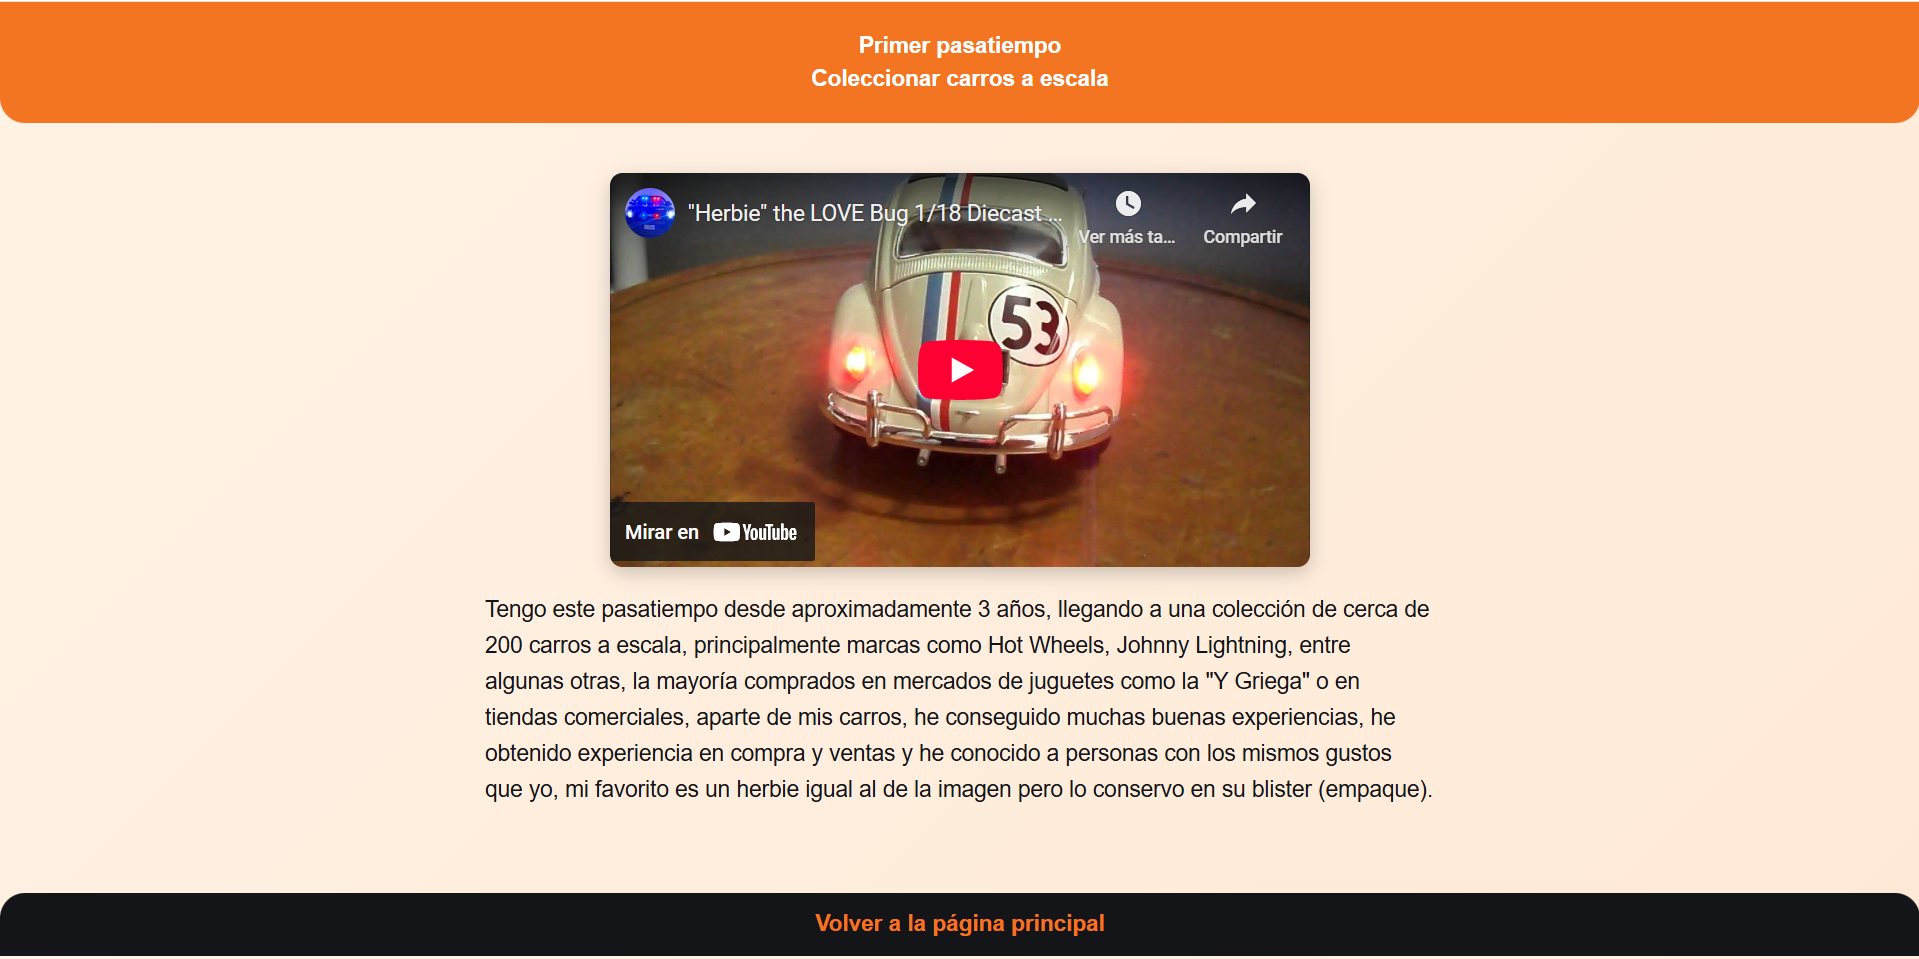 Primer pasatiempo
Coleccionar carros a escala
"Herbie" the LOVE Bug 1/18 Diecast ...
Ver más ta...
Compartir
53
Mirar en YouTube
Tengo este pasatiempo desde aproximadamente 3 años, llegando a una colección de cerca de
200 carros a escala, principalmente marcas como Hot Wheels, Johnny Lightning, entre
algunas otras, la mayoría comprados en mercados de juguetes como la "Y Griega" o en
tiendas comerciales, aparte de mis carros, he conseguido muchas buenas experiencias, he
obtenido experiencia en compra y ventas y he conocido a personas con los mismos gustos
que yo, mi favorito es un herbie igual al de la imagen pero lo conservo en su blister (empaque).
Volver a la página principal